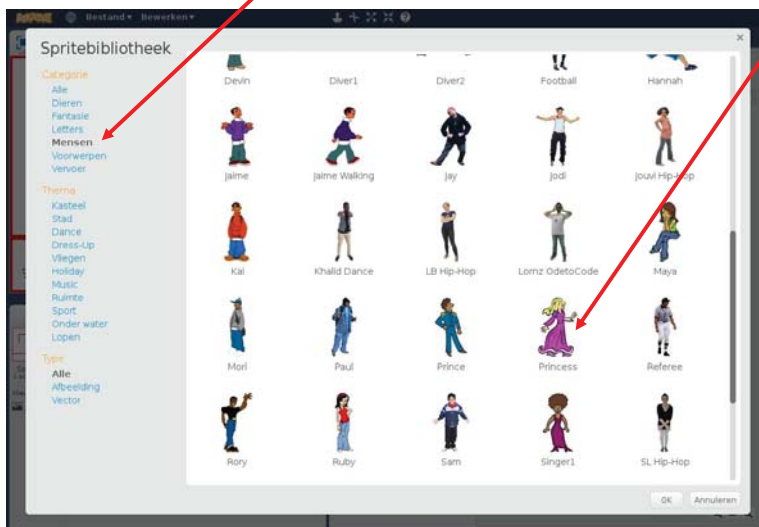 Bestand Bewerken
Spritebibliotheek
Categorie
Alle
Dieren
Fantasie
Letters
Mensen
Voorwerpen
Vervoer
Thema
Kasteel
Stad
Dance
Dress-Up
Vliegen
Holiday
Music
Ruimte
Sport
Onder water
Lopen
Type
Alle
Afbeelding
Vector
Devin Diver1 Diver2 Football Hannah
Jaime Jaime Walking Jay Jodi Jouvi Hip-Hop
Kai Khalid Dance LB Hip-Hop Lornz OdetoCode Maya
Mori Paul Prince Princess Referee
Rory Ruby Sam Singer1 SL Hip-Hop
OK Annuleren